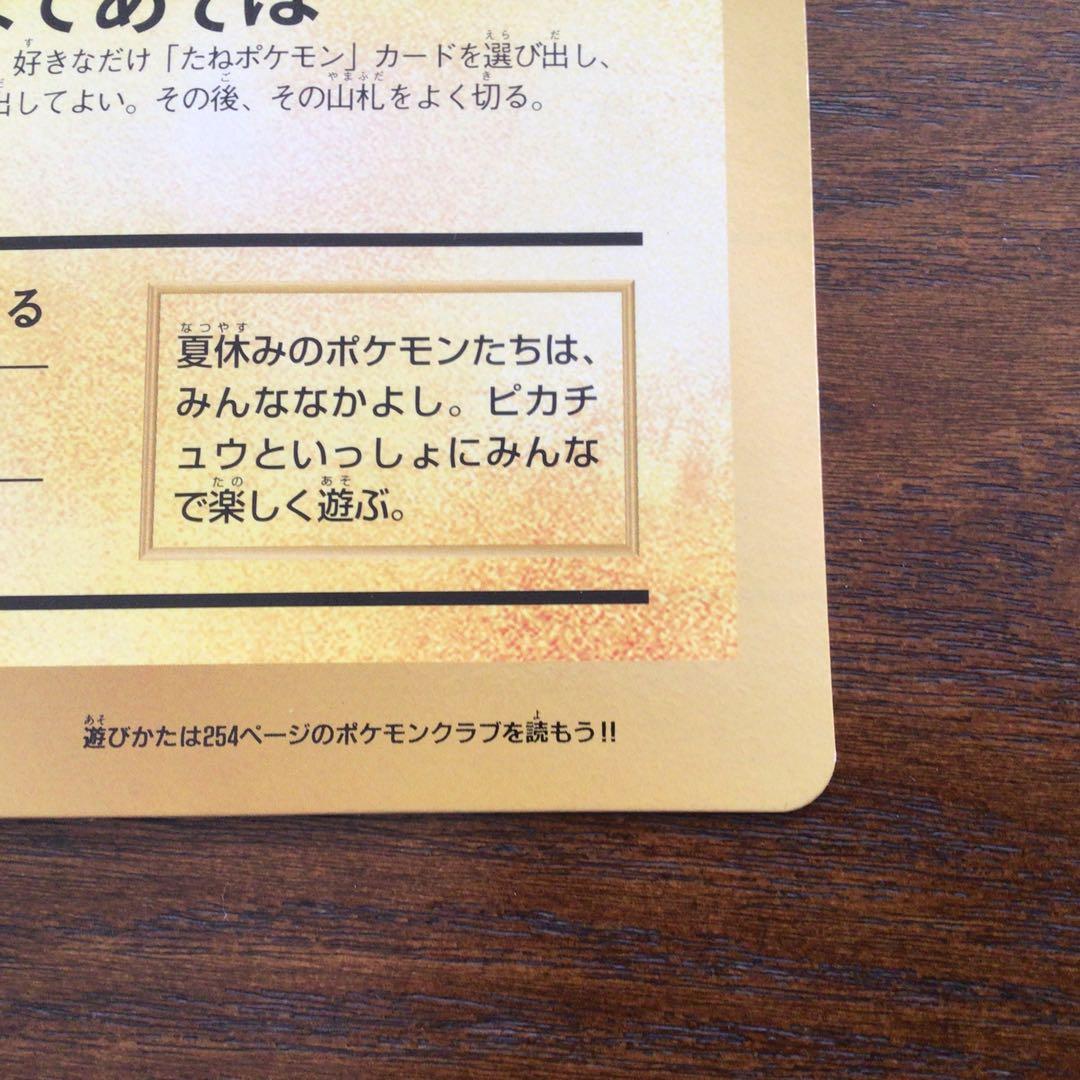 てあそぼ
好きなだけ「たねポケモン」カードを選び出し、
出してよい。その後、その山札をよく切る。
る
夏休みのポケモンたちは、
みんななかよし。ピカチ
ュウといっしょにみんな
で楽しく遊ぶ。
遊びかたは254ページのポケモンクラブを読もう!!